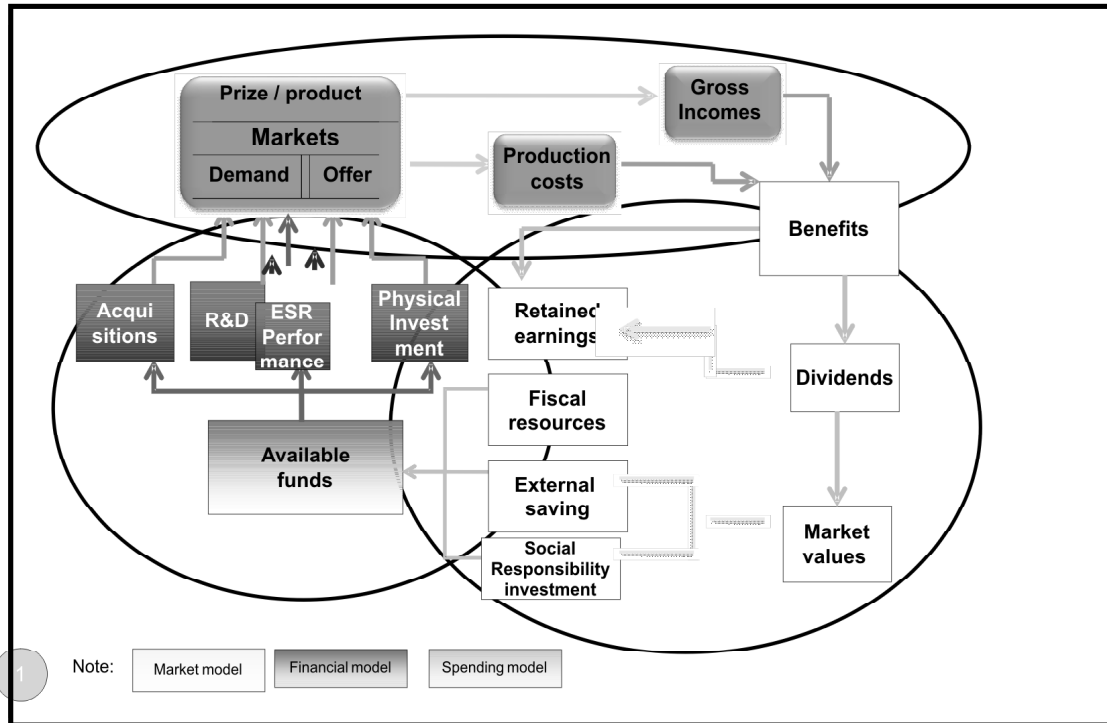 Prize / product
Markets
Demand
Offer
Gross
Incomes
Production
costs
Benefits
Acqui
sitions
R&D
ESR
Perfor
mance
Physical
Invest
ment
Retained
earnings
Dividends
Fiscal
resources
Available
funds
External
saving
Market
values
Social
Responsibility
investment
1
Note:
Market model
Financial model
Spending model